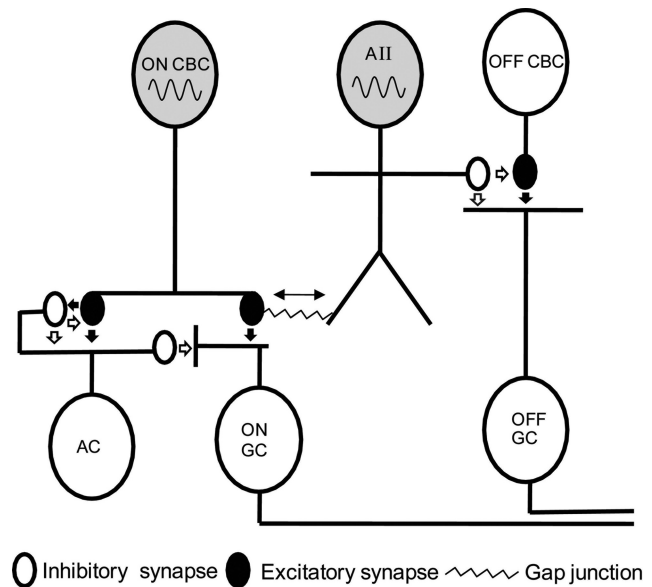 ON CBC
AII
OFF CBC
AC
ON
GC
OFF
GC
Inhibitory synapse
Excitatory synapse
Gap junction